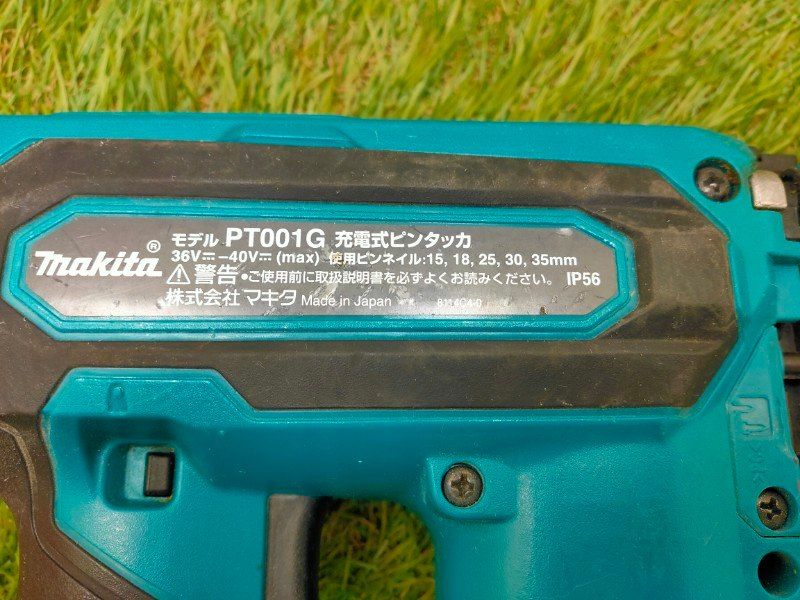 makita®
モデル PT001G 充電式ピンタッカ
36V⎓–40V⎓(max) 使用ピンネイル:15, 18, 25, 30, 35mm
⚠警告 •ご使用前に取扱説明書を必ずよくお読みください。 IP56
株式会社 マキタ Made in Japan